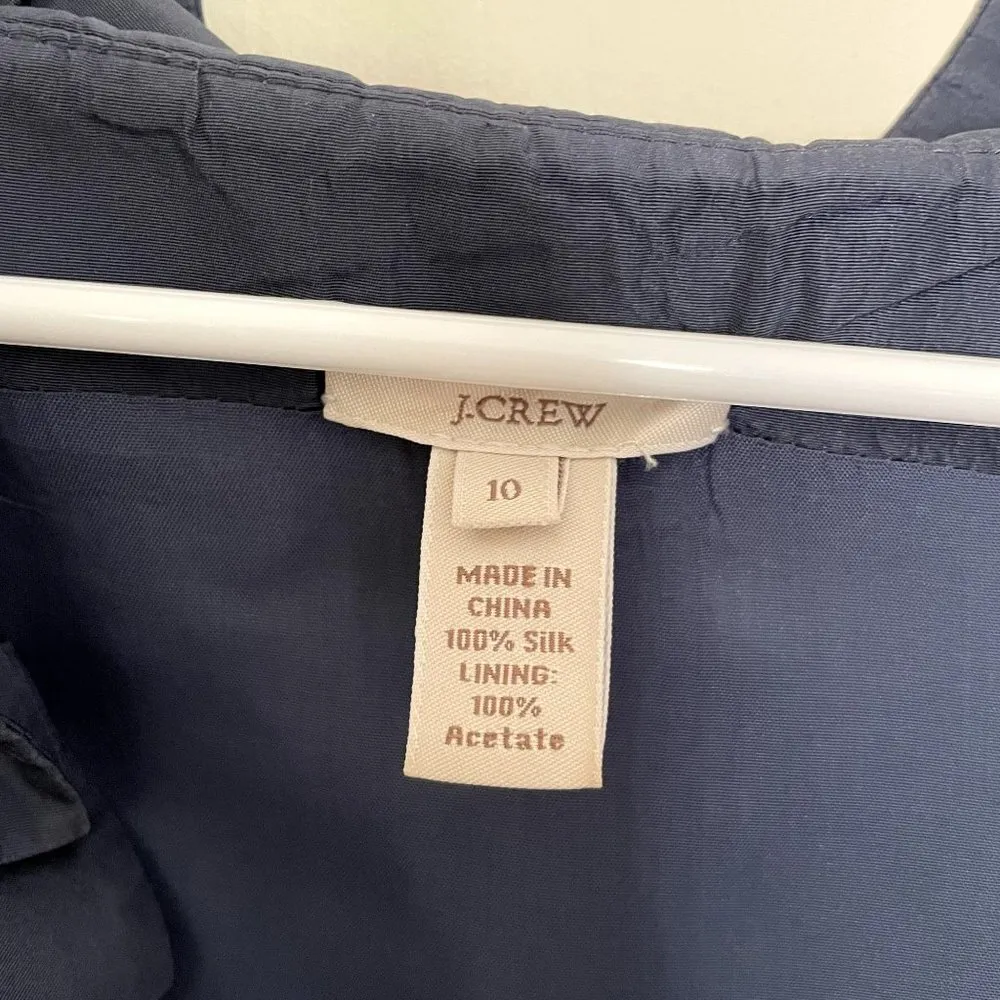 J.CREW
10
MADE IN
CHINA
100% Silk
LINING:
100%
Acetate